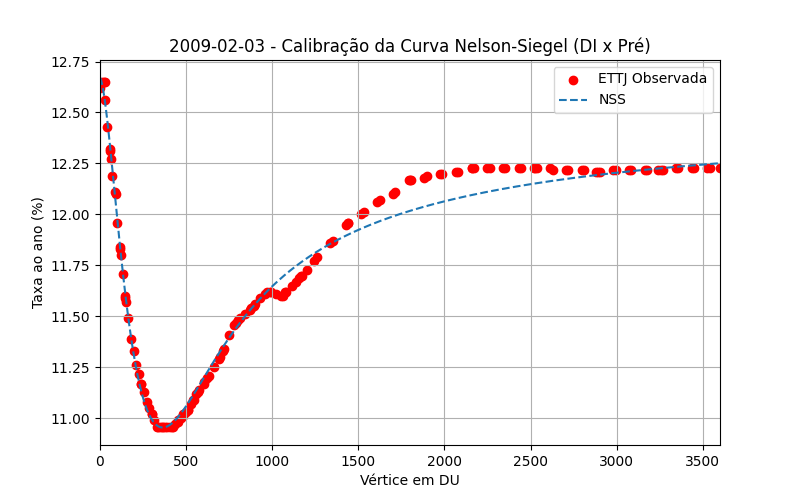 2009-02-03 - Calibração da Curva Nelson-Siegel (DI x Pré)
12.75
12.50
12.25
12.00
11.75
11.50
11.25
11.00
Taxa ao ano (%)
ETTJ Observada
NSS
0 500 1000 1500 2000 2500 3000 3500
Vértice em DU